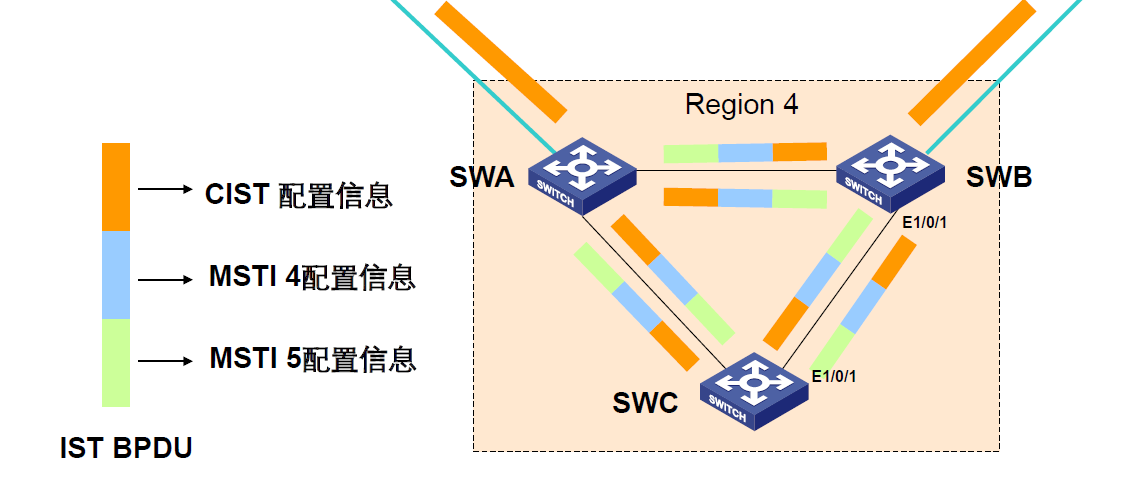 Region 4
SWA
SWITCH
SWITCH
SWB
CIST 配置信息
E1/0/1
MSTI 4配置信息
MSTI 5配置信息
E1/0/1
SWC
SWITCH
IST BPDU